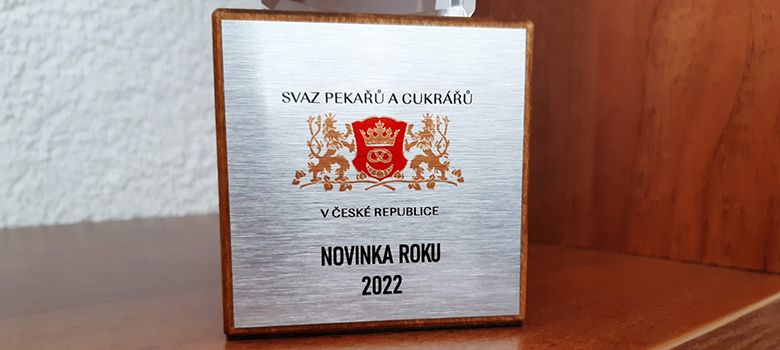 SVAZ PEKAŘŮ A CUKRÁŘŮ
V ČESKÉ REPUBLICE
NOVINKA ROKU
2022